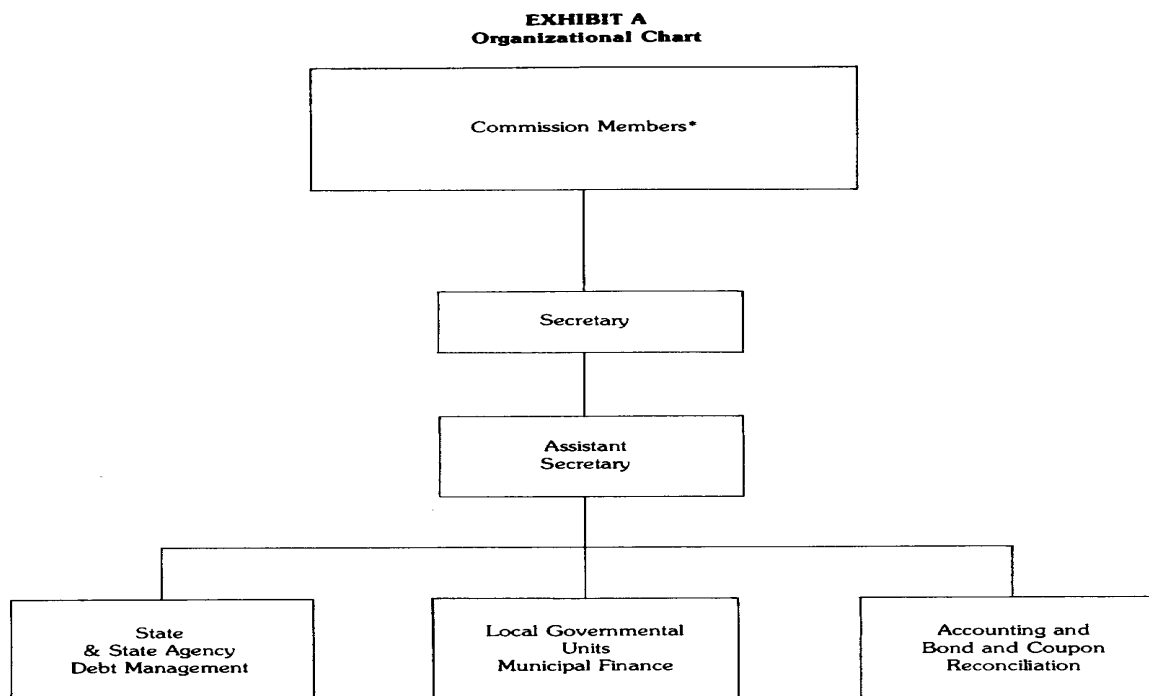 EXHIBIT A
Organizational Chart
Commission Members*
Secretary
Assistant
Secretary
State
& State Agency
Debt Management
Local Governmental
Units
Municipal Finance
Accounting and
Bond and Coupon
Reconciliation